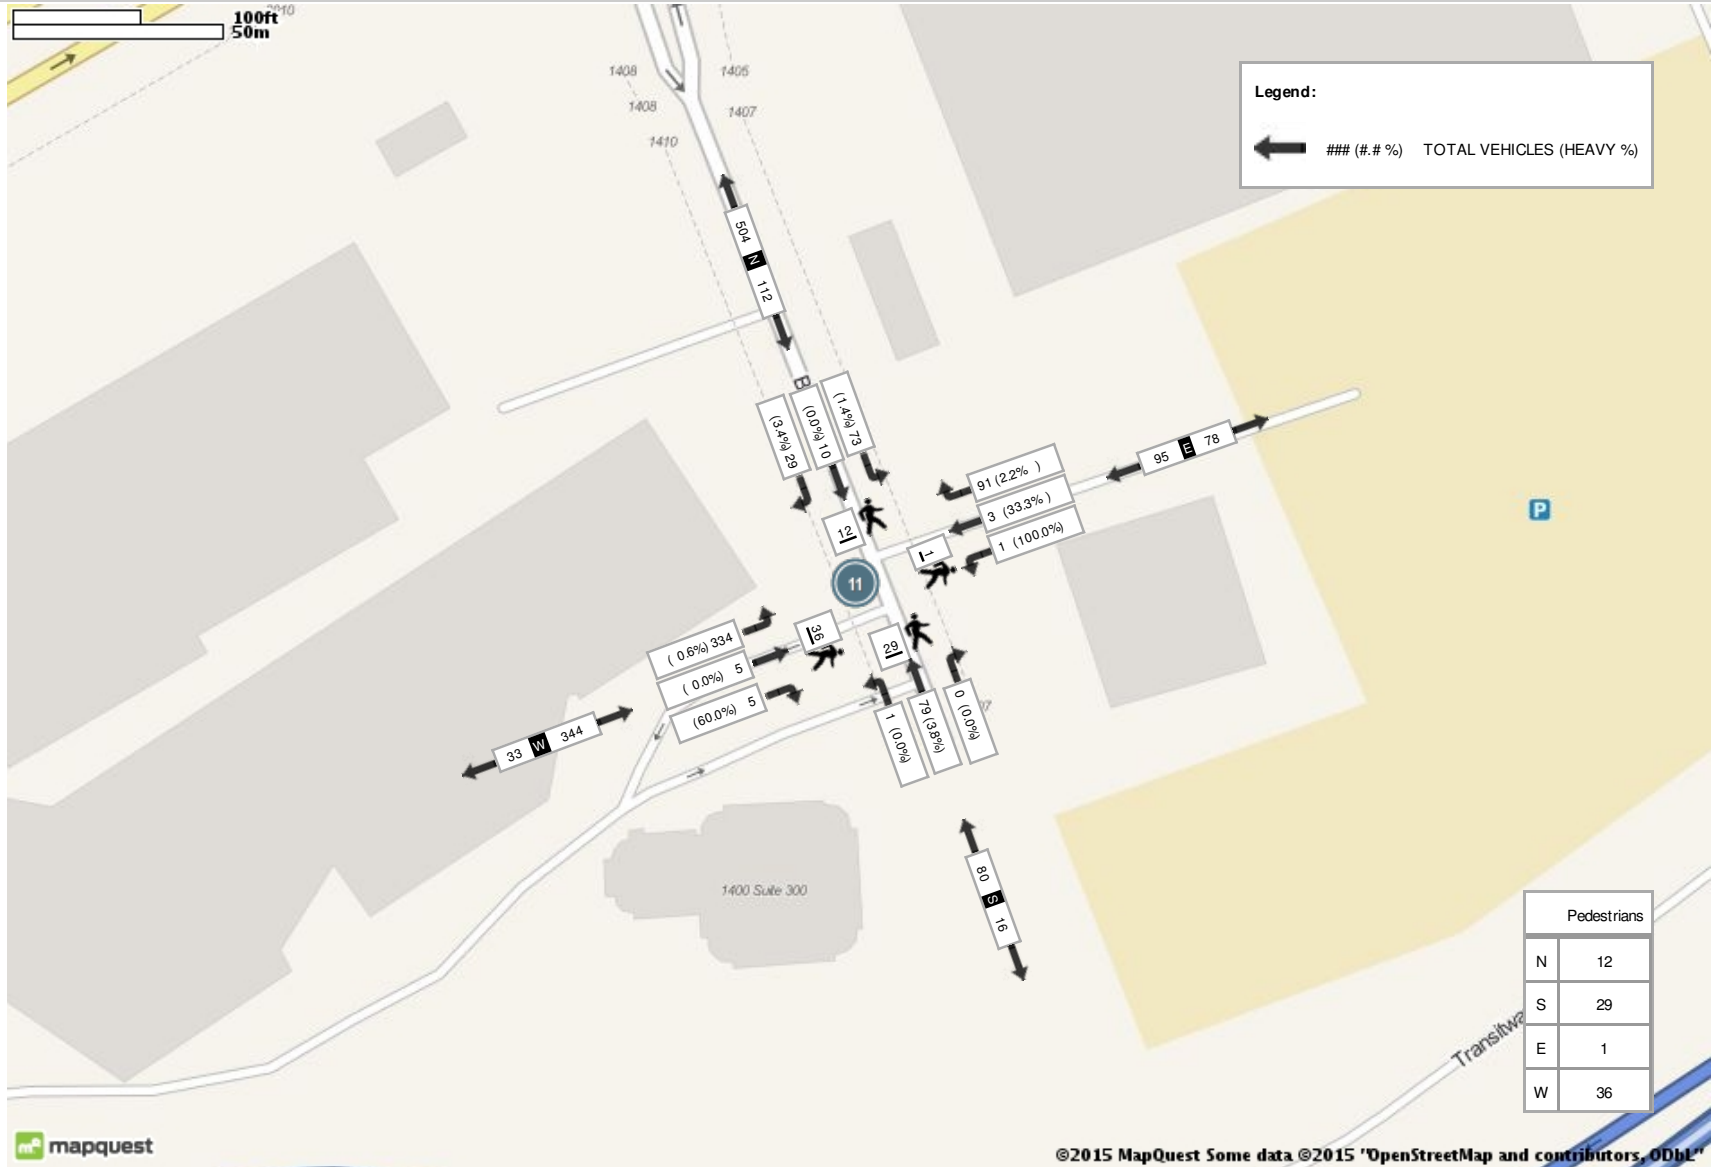 100ft
50m
1408
1405
1408
1407
1410
Legend:
### (#.# %) TOTAL VEHICLES (HEAVY %)
504 N 112
B
(3.4%) 29
(0.0%) 10
(1.4%) 73
95 E 78
91 (2.2% )
3 (33.3% )
1 (100.0%)
P
12
1
11
36
29
( 0.6%) 334
( 0.0%) 5
(60.0%) 5
33 W 344
1 (0.0%)
79 (3.8%)
0 (0.0%)
80 S 16
1400 Suite 300
Pedestrians
N 12
S 29
E 1
W 36
mapquest
©2015 MapQuest Some data ©2015 "OpenStreetMap and contributors, ODbL"